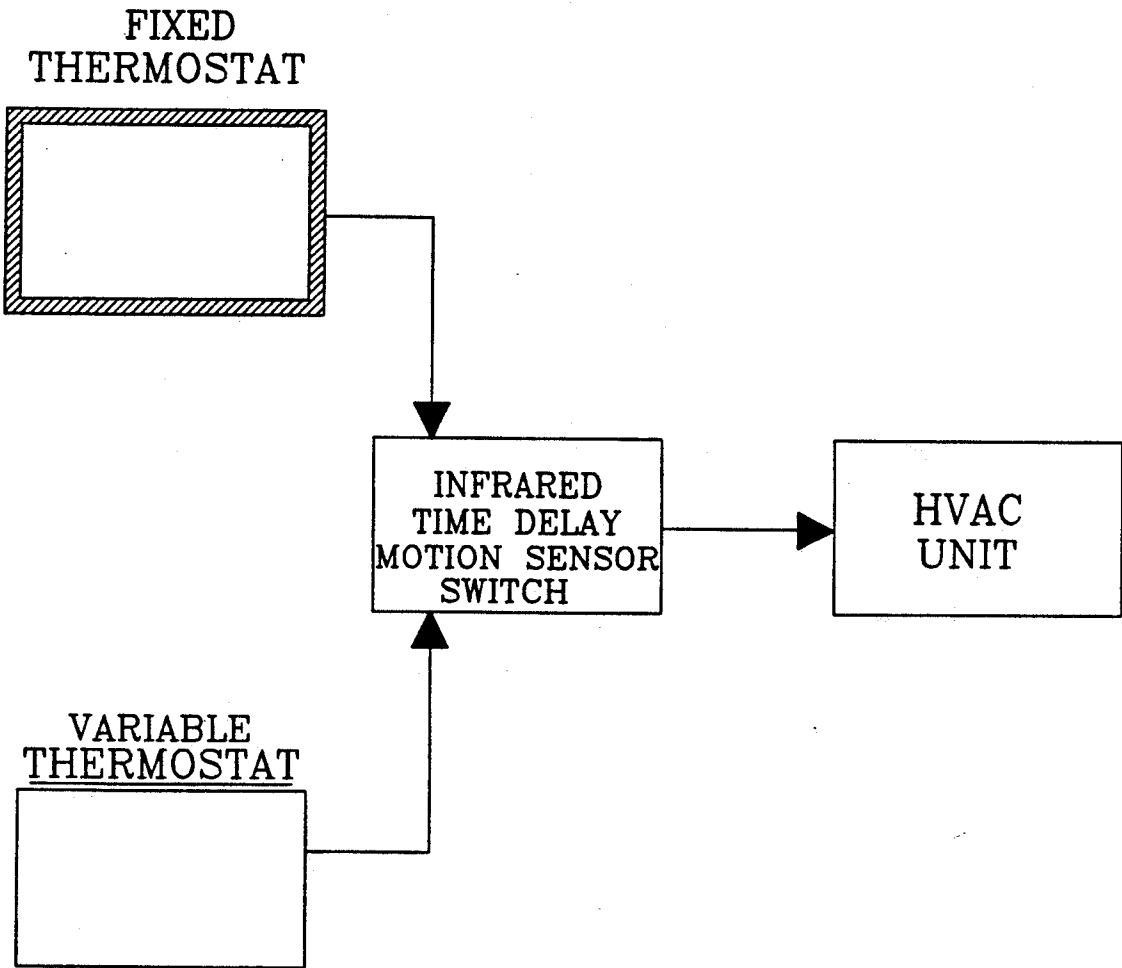 FIXED
THERMOSTAT
INFRARED
TIME DELAY
MOTION SENSOR
SWITCH
HVAC
UNIT
VARIABLE
THERMOSTAT